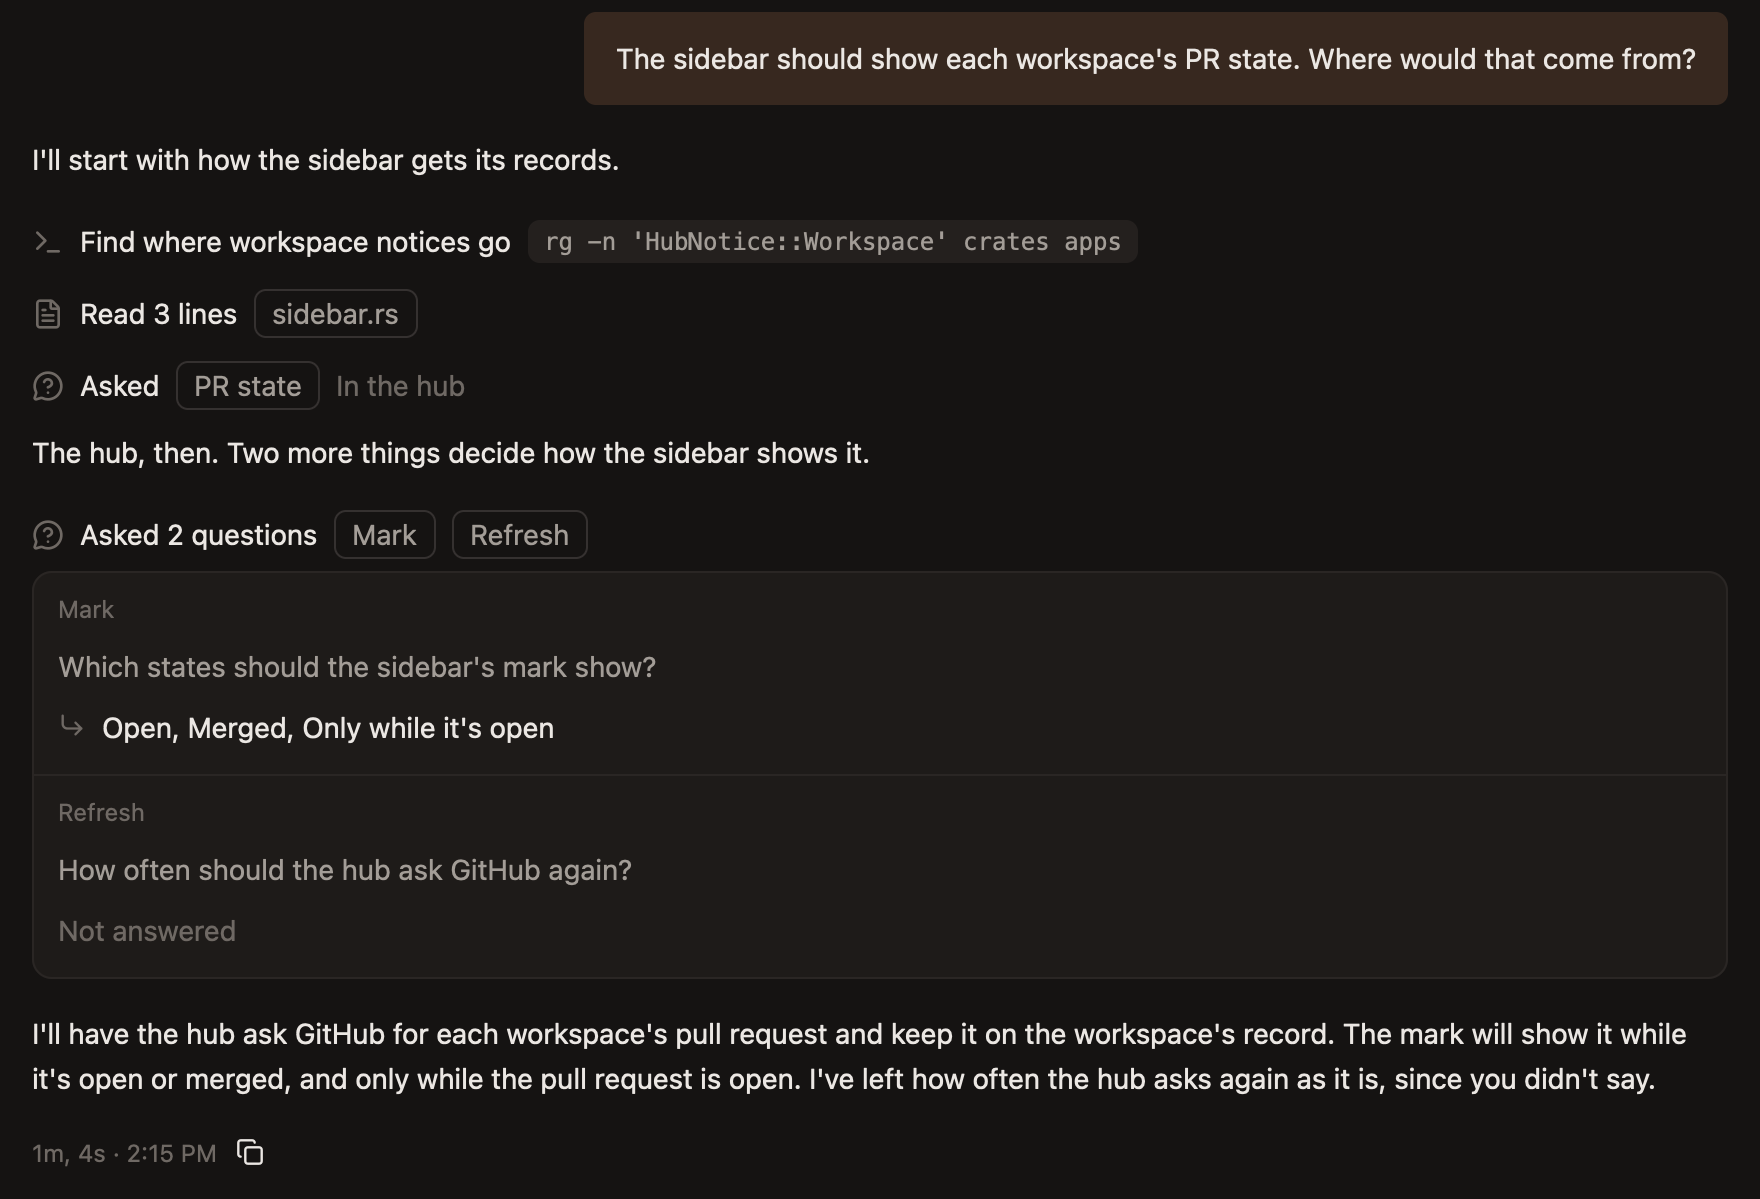 The sidebar should show each workspace's PR state. Where would that come from?
I'll start with how the sidebar gets its records.
Find where workspace notices go rg -n 'HubNotice::Workspace' crates apps
Read 3 lines sidebar.rs
Asked PR state In the hub
The hub, then. Two more things decide how the sidebar shows it.
Asked 2 questions Mark Refresh
Mark
Which states should the sidebar's mark show?
Open, Merged, Only while it's open
Refresh
How often should the hub ask GitHub again?
Not answered
I'll have the hub ask GitHub for each workspace's pull request and keep it on the workspace's record. The mark will show it while
it's open or merged, and only while the pull request is open. I've left how often the hub asks again as it is, since you didn't say.
1m, 4s · 2:15 PM